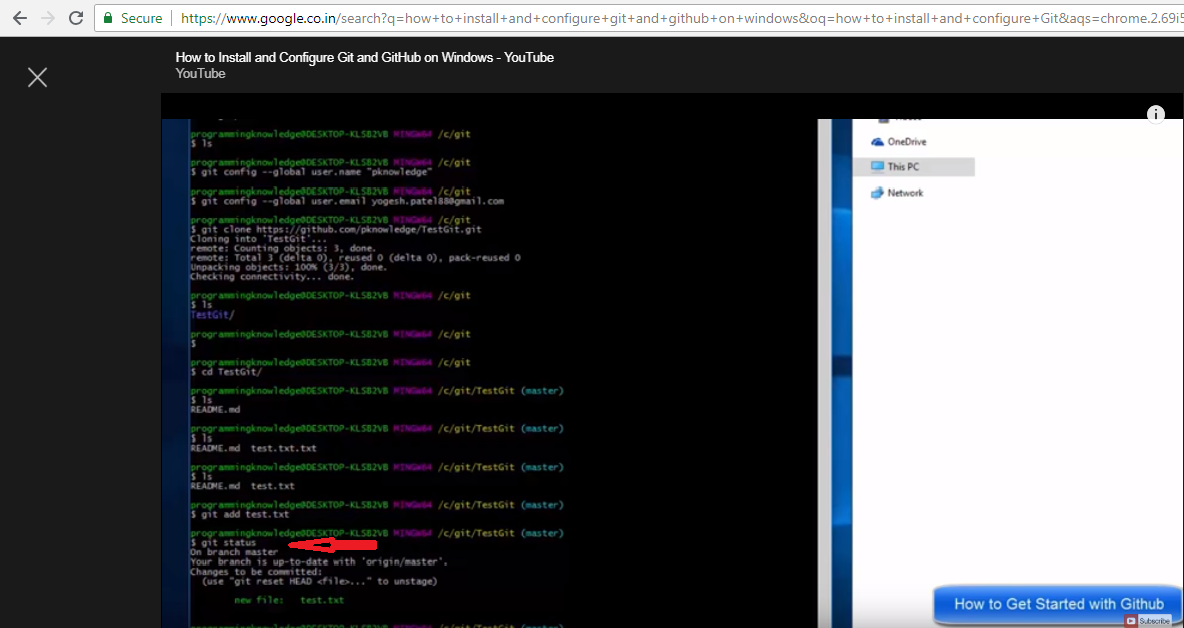 Secure https://www.google.co.in/search?q=how+to+install+and+configure+git+and+github+on+windows&oq=how+to+install+and+configure+Git&aqs=chrome.2.69i5
How to Install and Configure Git and GitHub on Windows - YouTube
YouTube
programmingknowledge@DESKTOP-KLSB2VB MINGW64 /c/git
$ ls
programmingknowledge@DESKTOP-KLSB2VB MINGW64 /c/git
$ git config --global user.name "pknowledge"
programmingknowledge@DESKTOP-KLSB2VB MINGW64 /c/git
$ git config --global user.email yogesh.patel88@gmail.com
programmingknowledge@DESKTOP-KLSB2VB MINGW64 /c/git
$ git clone https://github.com/pknowledge/TestGit.git
Cloning into 'TestGit'...
remote: Counting objects: 3, done.
remote: Total 3 (delta 0), reused 0 (delta 0), pack-reused 0
Unpacking objects: 100% (3/3), done.
Checking connectivity... done.
programmingknowledge@DESKTOP-KLSB2VB MINGW64 /c/git
$ ls
TestGit/
programmingknowledge@DESKTOP-KLSB2VB MINGW64 /c/git
$
programmingknowledge@DESKTOP-KLSB2VB MINGW64 /c/git
$ cd TestGit/
programmingknowledge@DESKTOP-KLSB2VB MINGW64 /c/git/TestGit (master)
$ ls
README.md
programmingknowledge@DESKTOP-KLSB2VB MINGW64 /c/git/TestGit (master)
$ ls
README.md test.txt.txt
programmingknowledge@DESKTOP-KLSB2VB MINGW64 /c/git/TestGit (master)
$ ls
README.md test.txt
programmingknowledge@DESKTOP-KLSB2VB MINGW64 /c/git/TestGit (master)
$ git add test.txt
programmingknowledge@DESKTOP-KLSB2VB MINGW64 /c/git/TestGit (master)
$ git status
On branch master
Your branch is up-to-date with 'origin/master'.
Changes to be committed:
(use "git reset HEAD <file>..." to unstage)
new file: test.txt
OneDrive
This PC
Network
How to Get Started with Github
Subscribe